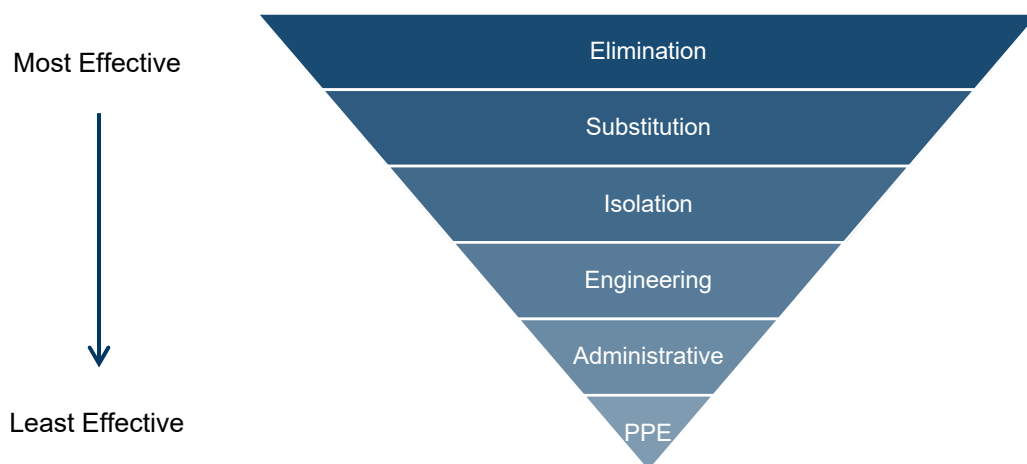 Most Effective
Elimination
Substitution
Isolation
Engineering
Administrative
Least Effective
PPE